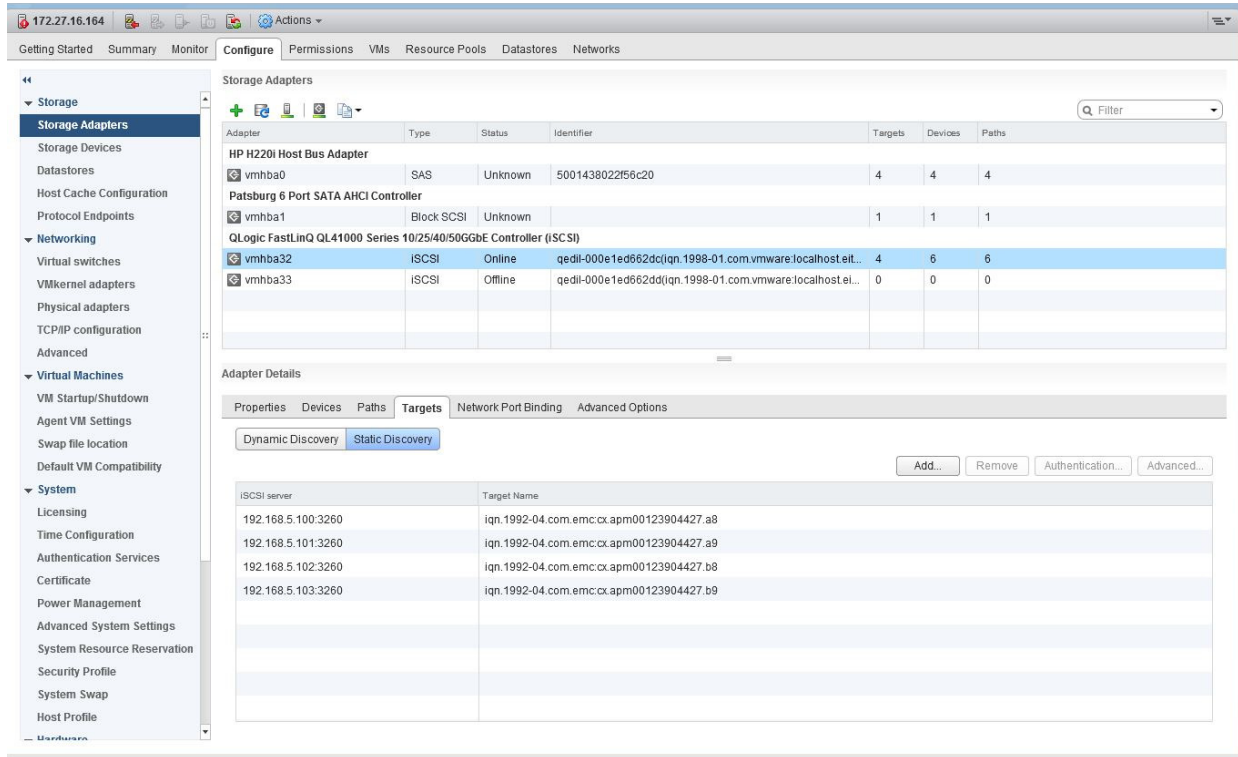 172.27.16.164 Actions
Getting Started Summary Monitor Configure Permissions VMs Resource Pools Datastores Networks
Storage
Storage Adapters
Storage Devices
Datastores
Host Cache Configuration
Protocol Endpoints
Networking
Virtual switches
VMkernel adapters
Physical adapters
TCP/IP configuration
Advanced
Virtual Machines
VM Startup/Shutdown
Agent VM Settings
Swap file location
Default VM Compatibility
System
Licensing
Time Configuration
Authentication Services
Certificate
Power Management
Advanced System Settings
System Resource Reservation
Security Profile
System Swap
Host Profile
Hardware
Storage Adapters
Filter
Adapter Type Status Identifier Targets Devices Paths
HP H220i Host Bus Adapter
vmhba0 SAS Unknown 5001438022f56c20 4 4 4
Patsburg 6 Port SATA AHCI Controller
vmhba1 Block SCSI Unknown 1 1 1
QLogic FastLinQ QL41000 Series 10/25/40/50GGbE Controller (iSCSI)
vmhba32 iSCSI Online qedil-000e1ed662dc(iqn.1998-01.com.vmware:localhost.eit... 4 6 6
vmhba33 iSCSI Offline qedil-000e1ed662dd(iqn.1998-01.com.vmware:localhost.ei... 0 0 0
Adapter Details
Properties Devices Paths Targets Network Port Binding Advanced Options
Dynamic Discovery Static Discovery
Add... Remove Authentication... Advanced...
iSCSI server Target Name
192.168.5.100:3260 iqn.1992-04.com.emc:cx.apm00123904427.a8
192.168.5.101:3260 iqn.1992-04.com.emc:cx.apm00123904427.a9
192.168.5.102:3260 iqn.1992-04.com.emc:cx.apm00123904427.b8
192.168.5.103:3260 iqn.1992-04.com.emc:cx.apm00123904427.b9